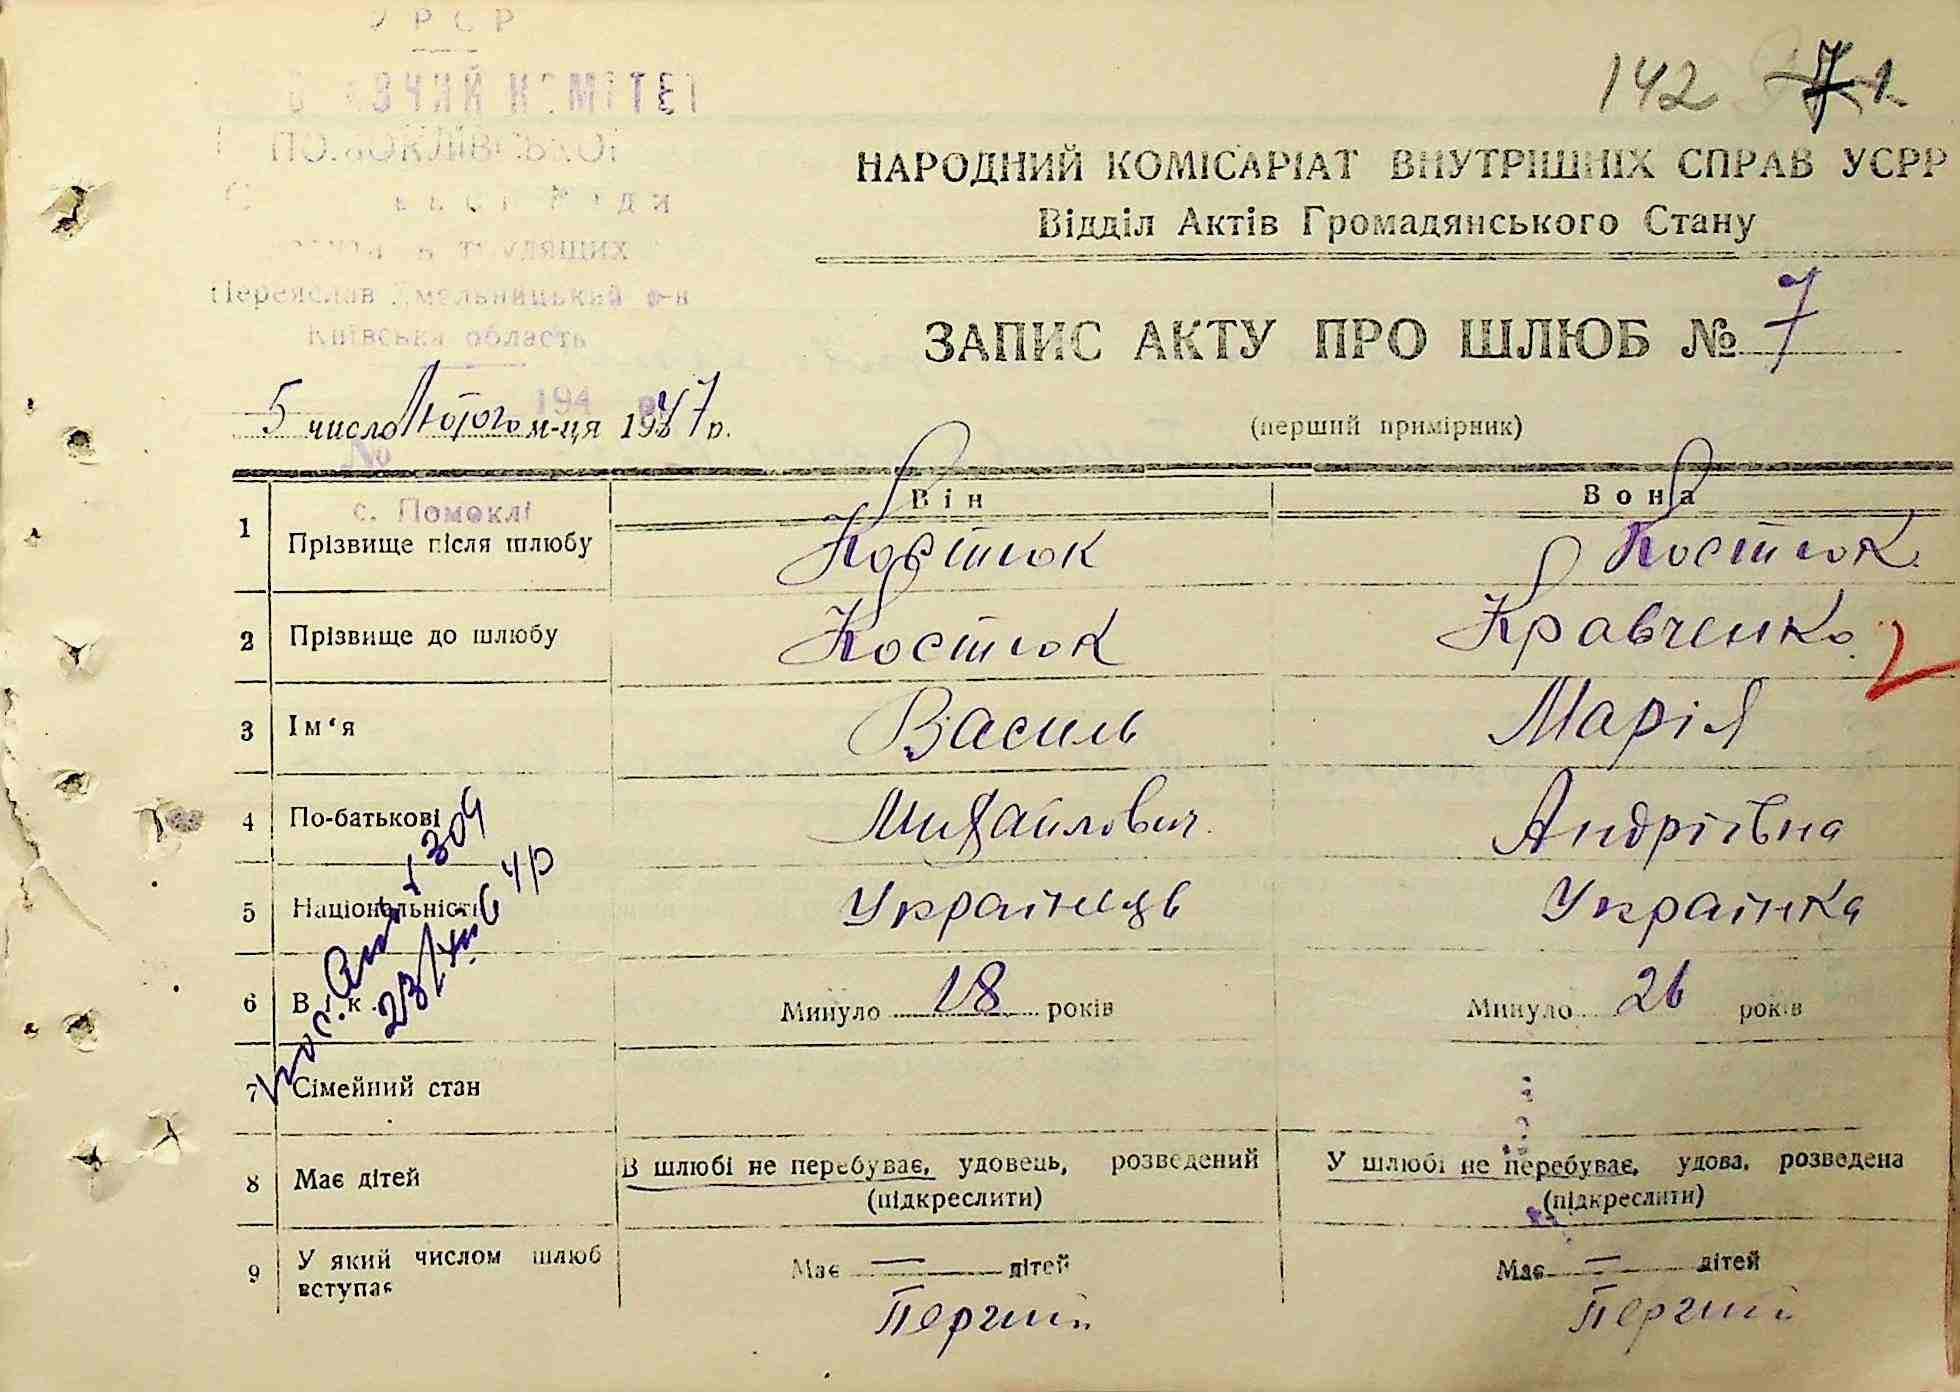 УРСР
КОМІТЕТ
трудящих
Переяслав Хмельницький р-н
Київська область
194 р.
№
с. Помоклі
142 71
НАРОДНИЙ КОМІСАРІАТ ВНУТРІШНІХ СПРАВ УСРР
Відділ Актів Громадянського Стану
ЗАПИС АКТУ ПРО ШЛЮБ № 7
5 число Лютого м-ця 1947 р.
(перший примірник)
Він Вона
1 Прізвище після шлюбу Костюк Костюк
2 Прізвище до шлюбу Костюк Кравченко
3 Ім'я Василь Марія
4 По-батькові Михайлович Андріївна
5 Національність Українець Українка
6 Вік Минуло 18 років Минуло 26 років
7 Сімейний стан
8 Має дітей В шлюбі не перебуває, удовець, розведений У шлюбі не перебуває, удова, розведена
(підкреслити) (підкреслити)
9 У який числом шлюб вступає Має — дітей Має — дітей
Перший Перший